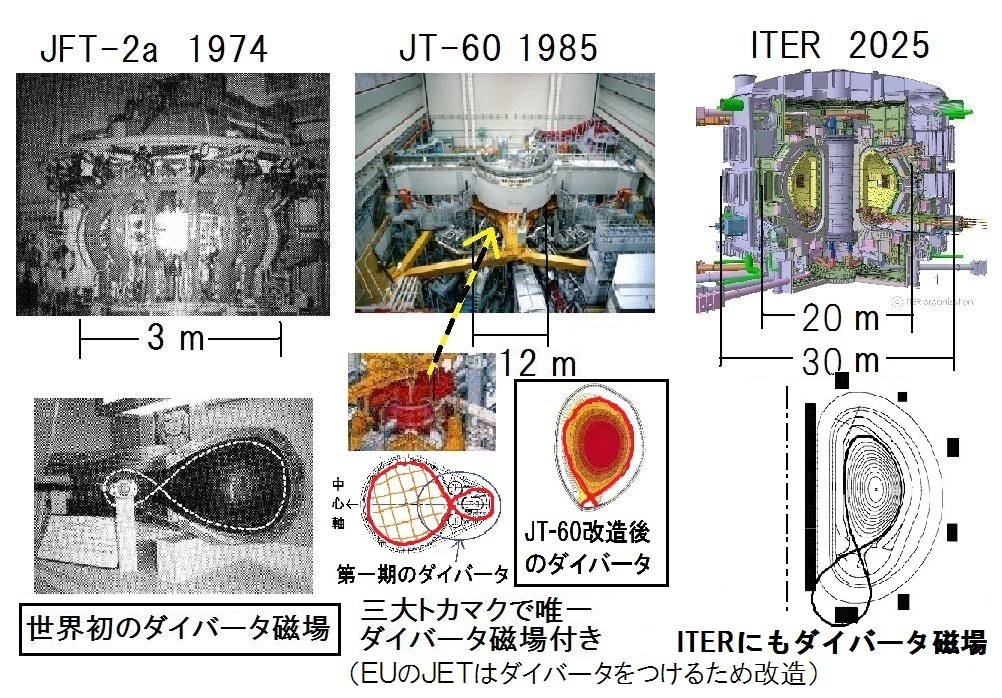 JFT-2a 1974
JT-60 1985
ITER 2025
3 m
12 m
20 m
30 m
© ITER organization
中
心←
軸
第一期のダイバータ
JT-60改造後
のダイバータ
世界初のダイバータ磁場
三大トカマクで唯一
ダイバータ磁場付き
(EUのJETはダイバータをつけるため改造)
ITERにもダイバータ磁場